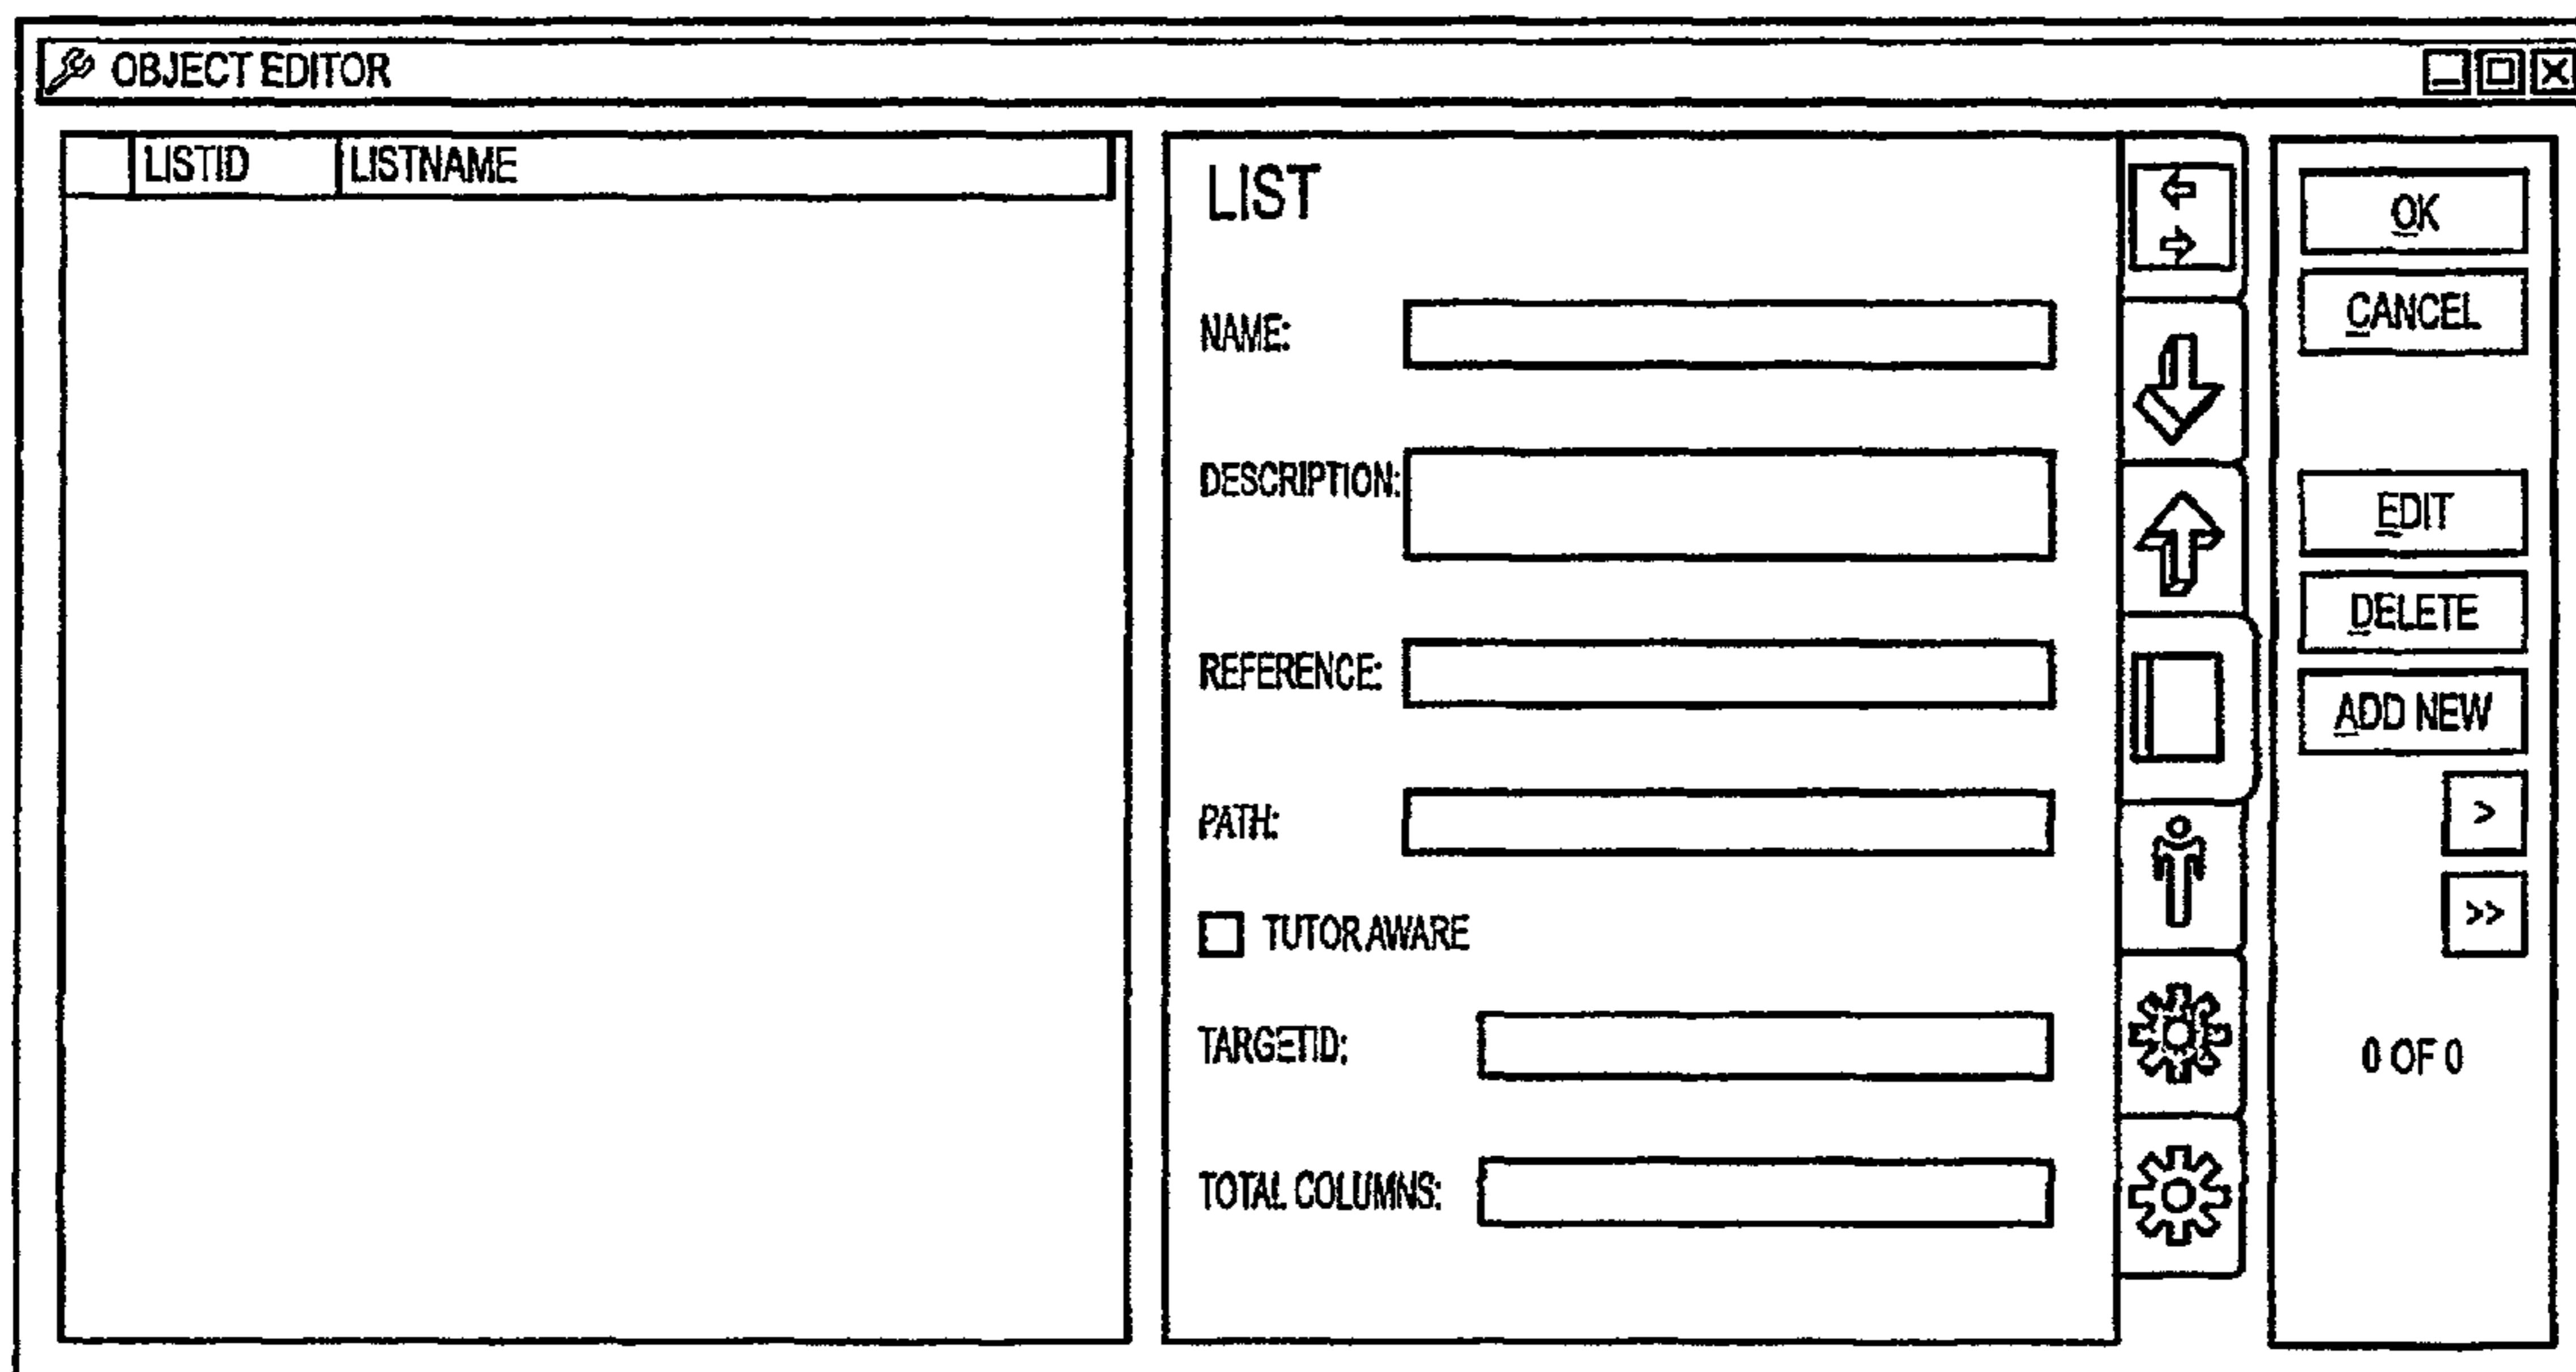 OBJECT EDITOR
LISTID LISTNAME
LIST
NAME:
DESCRIPTION:
REFERENCE:
PATH:
TUTOR AWARE
TARGETID:
TOTAL COLUMNS:
OK
CANCEL
EDIT
DELETE
ADD NEW
>
>>
0 OF 0